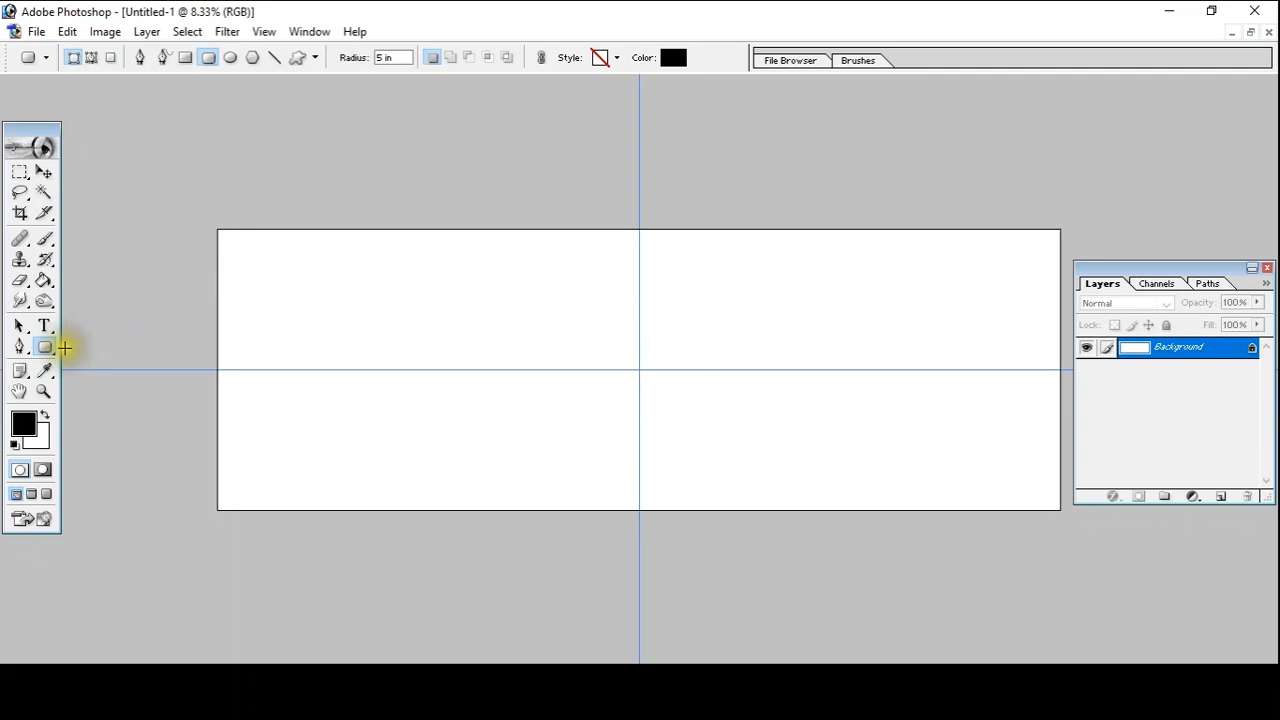 Adobe Photoshop - [Untitled-1 @ 8.33% (RGB)]
File Edit Image Layer Select Filter View Window Help
Radius: 5 in Style: Color: File Browser Brushes
Layers Channels Paths
Normal Opacity: 100%
Lock: Fill: 100%
T Background